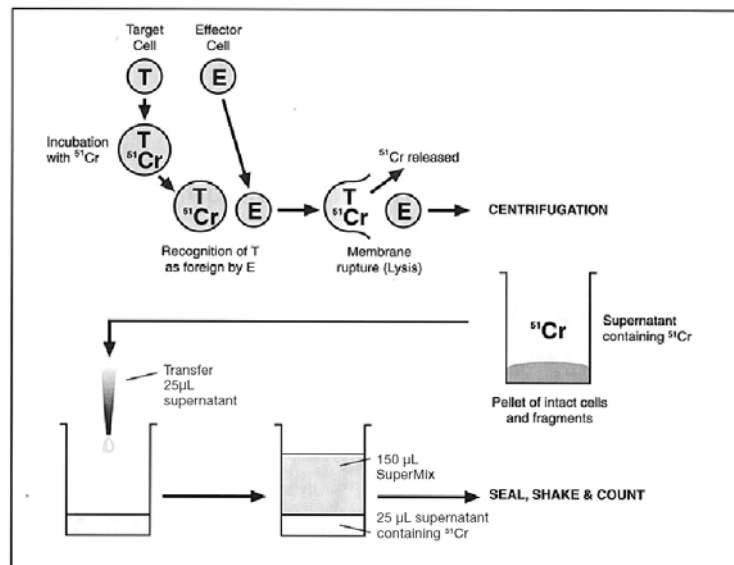 Target
Cell
Effector
Cell
T
E
Incubation
with ⁵¹Cr
T
⁵¹Cr
T
⁵¹Cr
E
Recognition of T
as foreign by E
⁵¹Cr released
T
⁵¹Cr
E
Membrane
rupture (Lysis)
CENTRIFUGATION
⁵¹Cr
Supernatant
containing ⁵¹Cr
Pellet of intact cells
and fragments
Transfer
25µL
supernatant
150 µL
SuperMix
25 µL supernatant
containing ⁵¹Cr
SEAL, SHAKE & COUNT